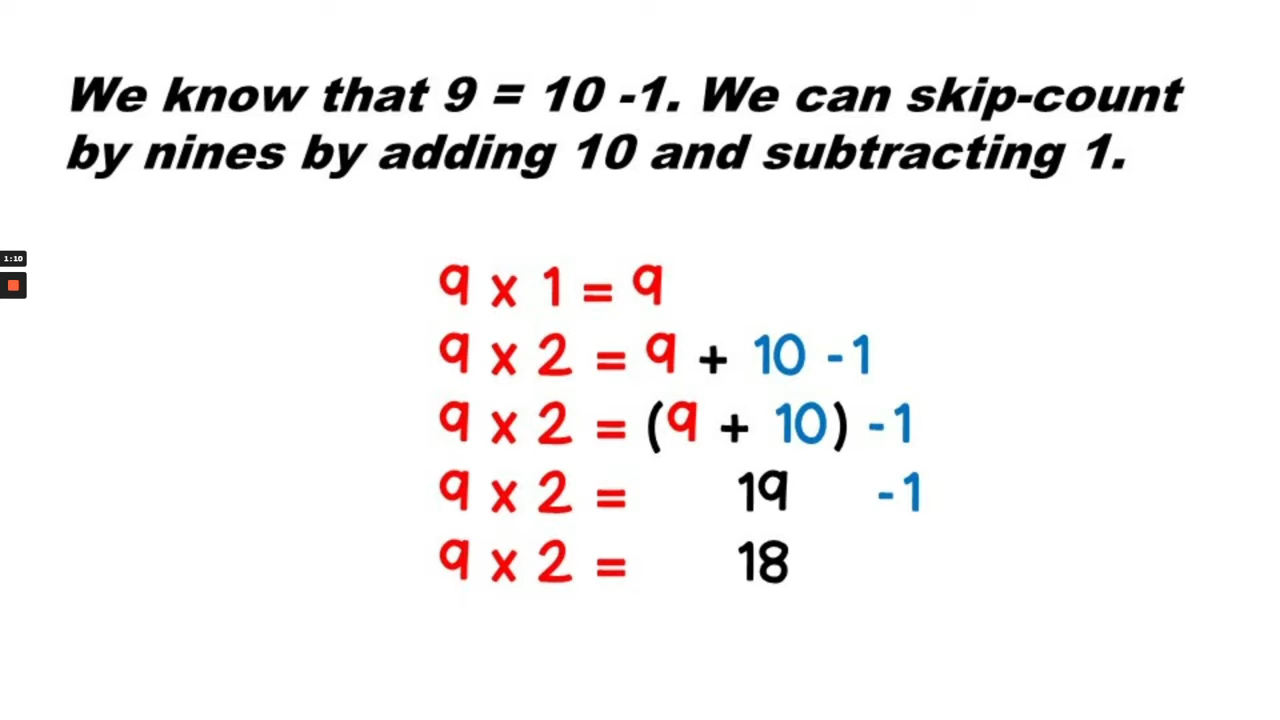 We know that 9 = 10 -1. We can skip-count
by nines by adding 10 and subtracting 1.
1:10
9 x 1 = 9
9 x 2 = 9 + 10 - 1
9 x 2 = (9 + 10) - 1
9 x 2 = 19 - 1
9 x 2 = 18